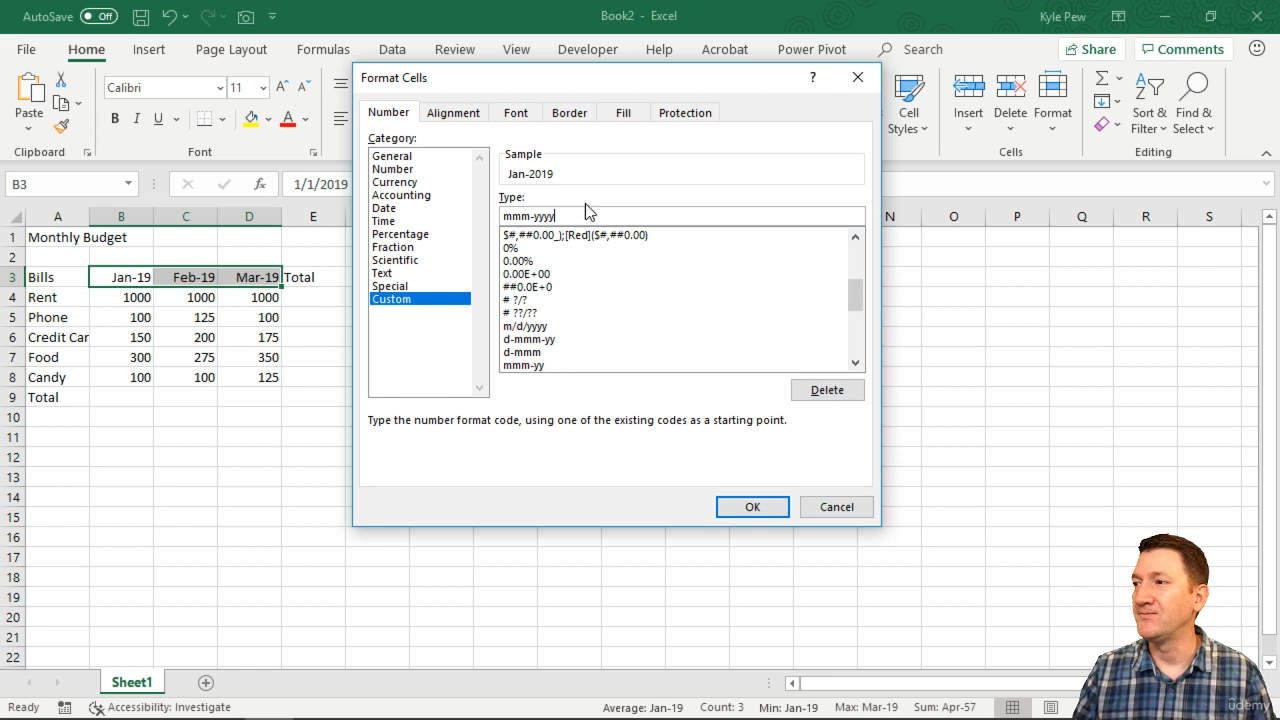 AutoSave Off Book2 - Excel Kyle Pew
File Home Insert Page Layout Formulas Data Review View Developer Help Acrobat Power Pivot Search Share Comments
Paste
Clipboard
Calibri 11
B I U A
Font
Cell
Styles
Insert Delete Format
Cells
Sort &
Filter
Find &
Select
Editing
B3 fx 1/1/2019
A B C D E N O P Q R S
1 Monthly Budget
2
3 Bills Jan-19 Feb-19 Mar-19 Total
4 Rent 1000 1000 1000
5 Phone 100 125 100
6 Credit Car 150 200 175
7 Food 300 275 350
8 Candy 100 100 125
9 Total
10
11
12
13
14
15
16
17
18
19
20
21
22
Format Cells ?
Number Alignment Font Border Fill Protection
Category:
General
Number
Currency
Accounting
Date
Time
Percentage
Fraction
Scientific
Text
Special
Custom
Sample
Jan-2019
Type:
mmm-yyyy
$#,##0.00_);[Red]($#,##0.00)
0%
0.00%
0.00E+00
##0.0E+0
# ?/?
# ??/??
m/d/yyyy
d-mmm-yy
d-mmm
mmm-yy
Delete
Type the number format code, using one of the existing codes as a starting point.
OK Cancel
Sheet1
Ready Accessibility: Investigate Average: Jan-19 Count: 3 Min: Jan-19 Max: Mar-19 Sum: Apr-57
udemy